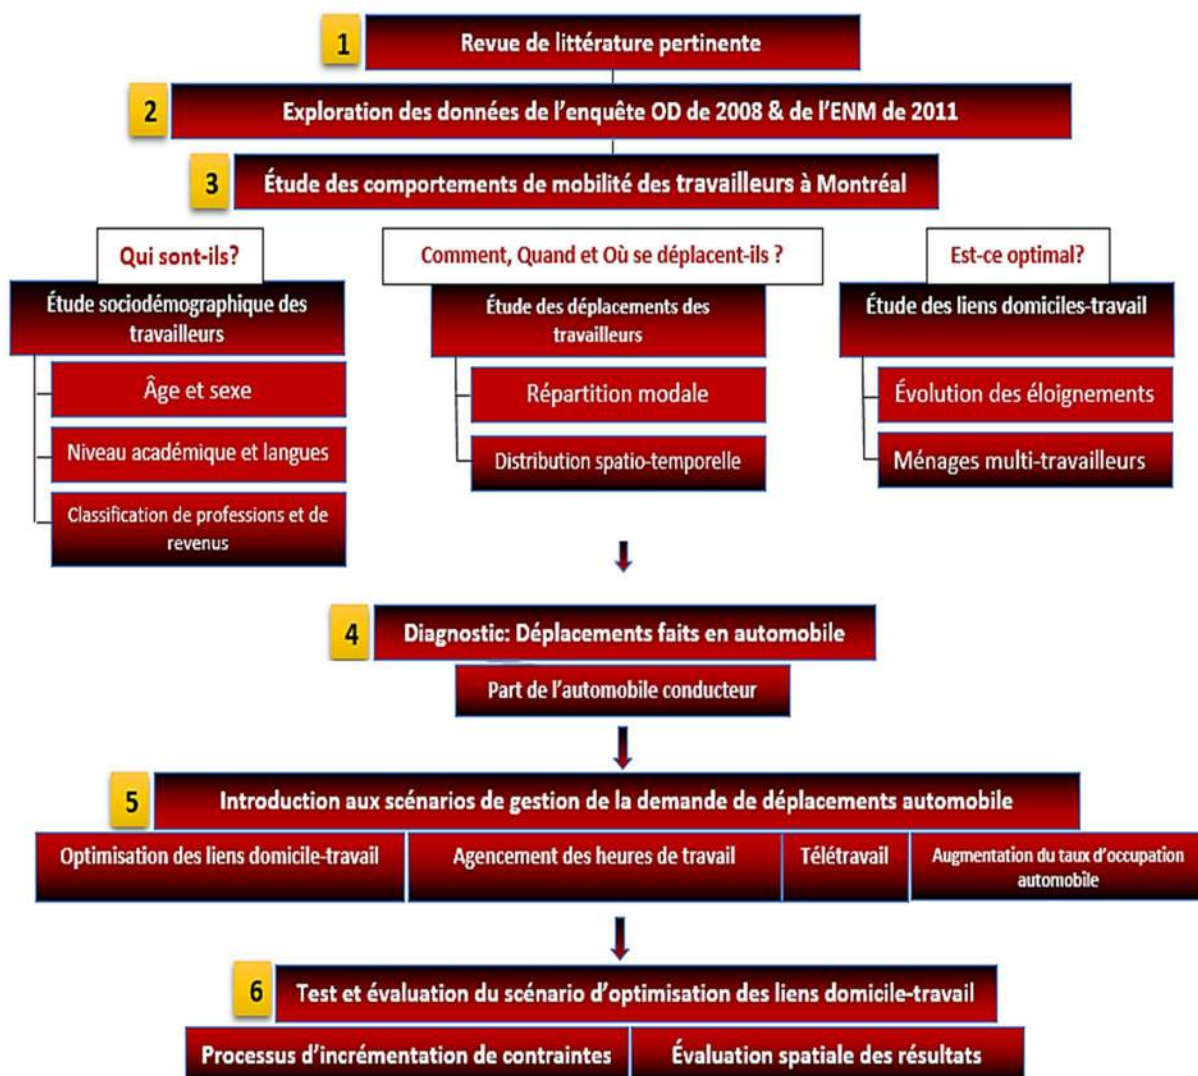 1
Revue de littérature pertinente
2
Exploration des données de l'enquête OD de 2008 & de l'ENM de 2011
3
Étude des comportements de mobilité des travailleurs à Montréal
Qui sont-ils?
Étude sociodémographique des
travailleurs
Âge et sexe
Niveau académique et langues
Classification de professions et de
revenus
Comment, Quand et Où se déplacent-ils ?
Étude des déplacements des
travailleurs
Répartition modale
Distribution spatio-temporelle
Est-ce optimal?
Étude des liens domiciles-travail
Évolution des éloignements
Ménages multi-travailleurs
4
Diagnostic: Déplacements faits en automobile
Part de l'automobile conducteur
5
Introduction aux scénarios de gestion de la demande de déplacements automobile
Optimisation des liens domicile-travail
Agencement des heures de travail
Télétravail
Augmentation du taux d'occupation
automobile
6
Test et évaluation du scénario d'optimisation des liens domicile-travail
Processus d'incrémentation de contraintes
Évaluation spatiale des résultats